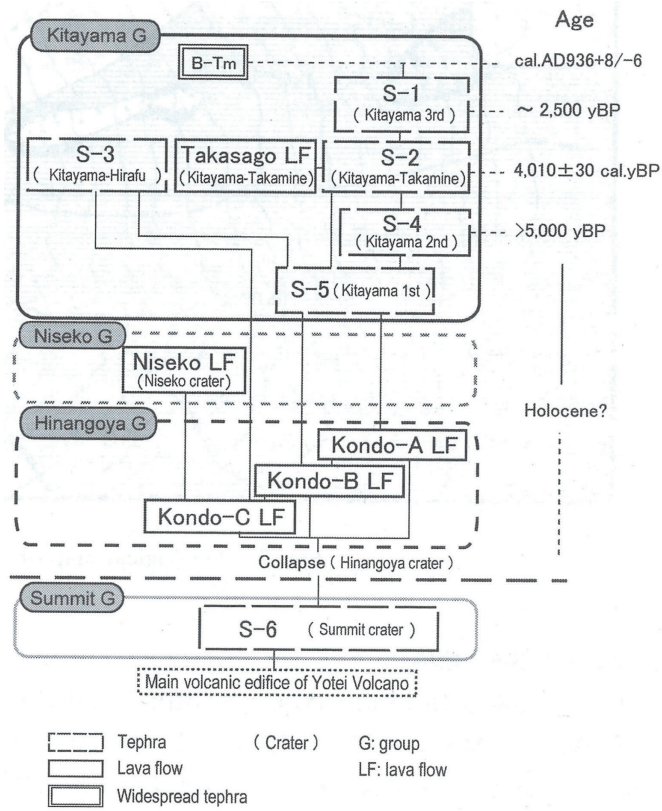 Age
Kitayama G
B-Tm
cal.AD936+8/-6
S-1
( Kitayama 3rd )
～ 2,500 yBP
S-3
( Kitayama-Hirafu )
Takasago LF
(Kitayama-Takamine)
S-2
(Kitayama-Takamine)
4,010±30 cal.yBP
S-4
(Kitayama 2nd )
>5,000 yBP
S-5 ( Kitayama 1st )
Niseko G
Niseko LF
(Niseko crater)
Holocene?
Hinangoya G
Kondo-A LF
Kondo-B LF
Kondo-C LF
Collapse ( Hinangoya crater )
Summit G
S-6 ( Summit crater )
Main volcanic edifice of Yotei Volcano
Tephra ( Crater ) G: group
Lava flow LF: lava flow
Widespread tephra